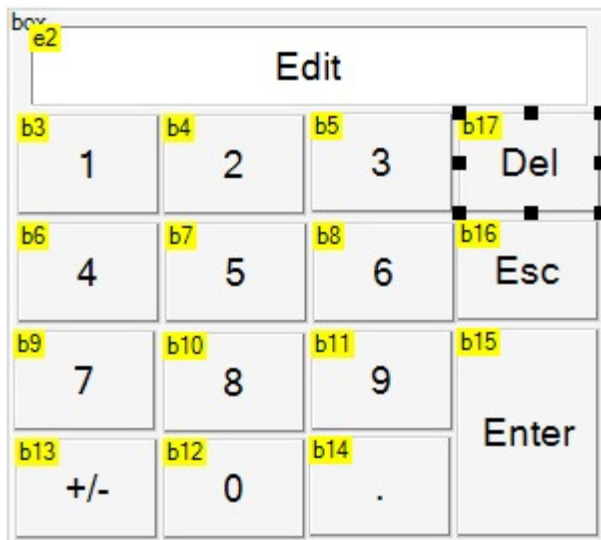 box
e2
Edit
b3 b4 b5 b17
1 2 3 Del
b6 b7 b8 b16
4 5 6 Esc
b9 b10 b11 b15
7 8 9
Enter
b13 b12 b14
+/- 0 .